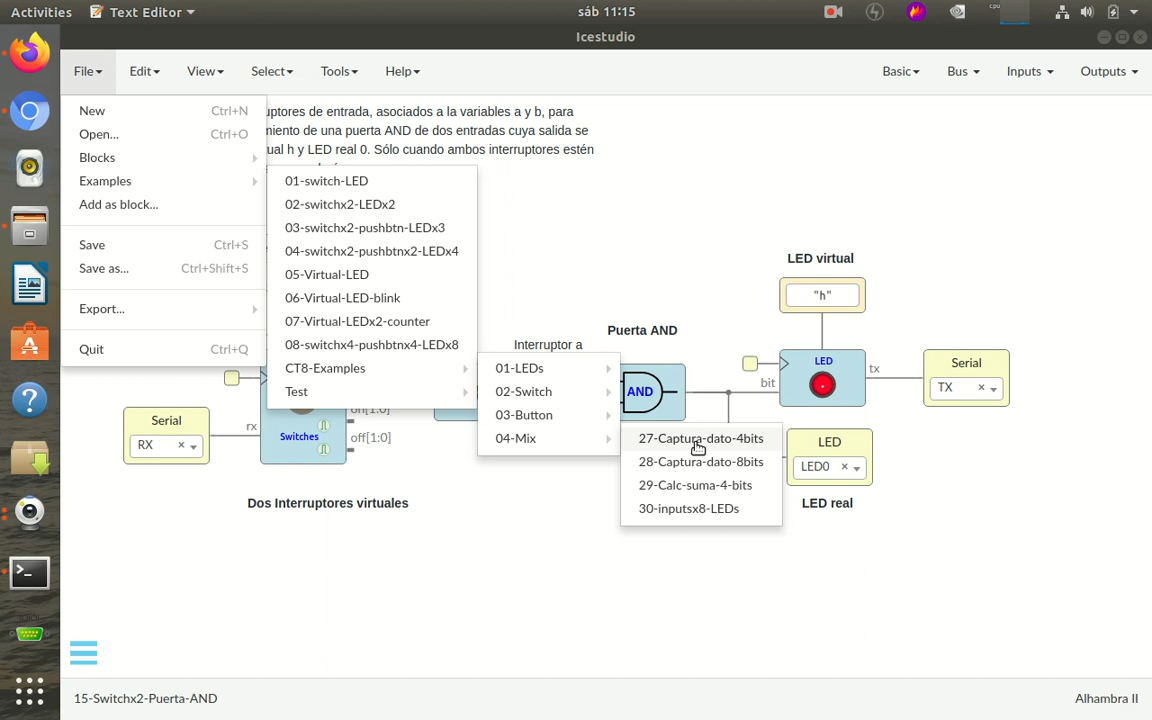 Activities
Text Editor
sáb 11:15
cpu
Icestudio
File
Edit
View
Select
Tools
Help
Basic
Bus
Inputs
Outputs
New Ctrl+N
Open... Ctrl+O
Blocks
Examples
Add as block...
Save Ctrl+S
Save as... Ctrl+Shift+S
Export...
Quit Ctrl+Q
uptores de entrada, asociados a la variables a y b, para
miento de una puerta AND de dos entradas cuya salida se
ual h y LED real 0. Sólo cuando ambos interruptores estén
01-switch-LED
02-switchx2-LEDx2
03-switchx2-pushbtn-LEDx3
04-switchx2-pushbtnx2-LEDx4
05-Virtual-LED
06-Virtual-LED-blink
07-Virtual-LEDx2-counter
08-switchx4-pushbtnx4-LEDx8
CT8-Examples
Test
01-LEDs
02-Switch
03-Button
04-Mix
27-Captura-dato-4bits
28-Captura-dato-8bits
29-Calc-suma-4-bits
30-inputsx8-LEDs
LED virtual
"h"
Puerta AND
Interruptor a
AND
bit
LED
tx
Serial
TX
Serial
RX
rx
Switches
on[1:0]
off[1:0]
LED
LED0
Dos Interruptores virtuales
LED real
15-Switchx2-Puerta-AND
Alhambra II